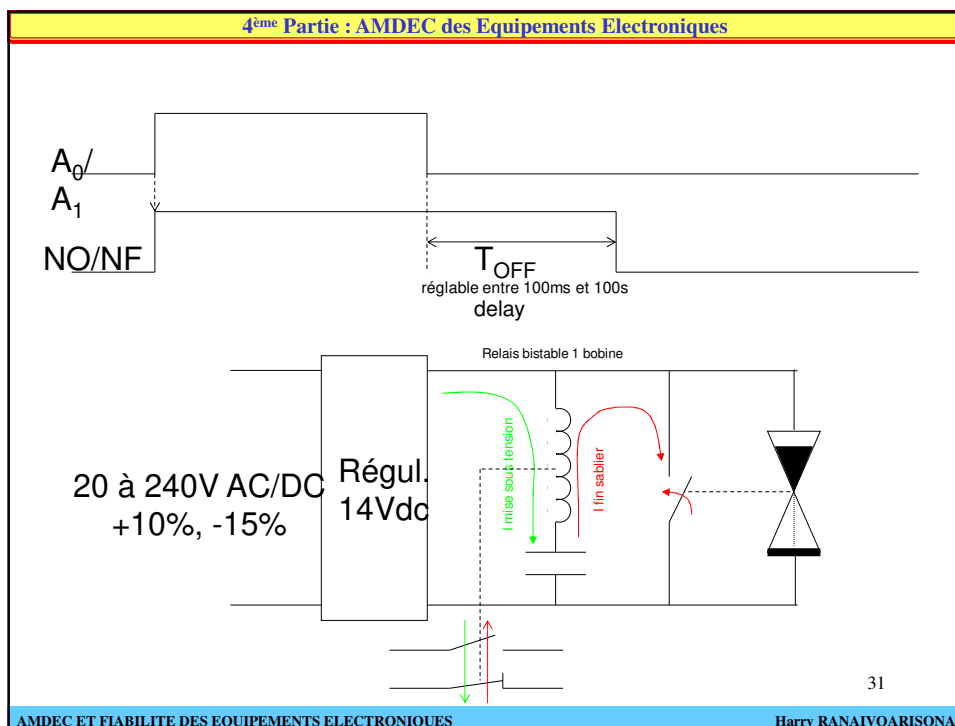 4ème Partie : AMDEC des Equipements Electroniques
A0/
A1
NO/NF
TOFF
réglable entre 100ms et 100s
delay
Relais bistable 1 bobine
20 à 240V AC/DC
+10%, -15%
Régul.
14Vdc
I mise sous tension
I fin sablier
31
AMDEC ET FIABILITE DES EQUIPEMENTS ELECTRONIQUES
Harry RANAIVOARISONA